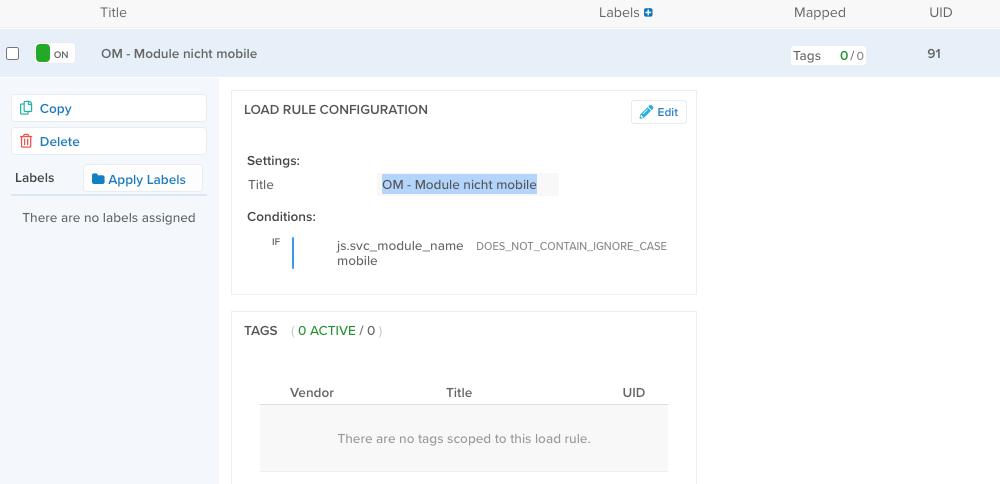 Title Labels Mapped UID
ON OM - Module nicht mobile Tags 0 / 0 91
Copy
Delete
Labels Apply Labels
There are no labels assigned
LOAD RULE CONFIGURATION Edit
Settings:
Title OM - Module nicht mobile
Conditions:
IF js.svc_module_name DOES_NOT_CONTAIN_IGNORE_CASE
mobile
TAGS ( 0 ACTIVE / 0 )
Vendor Title UID
There are no tags scoped to this load rule.